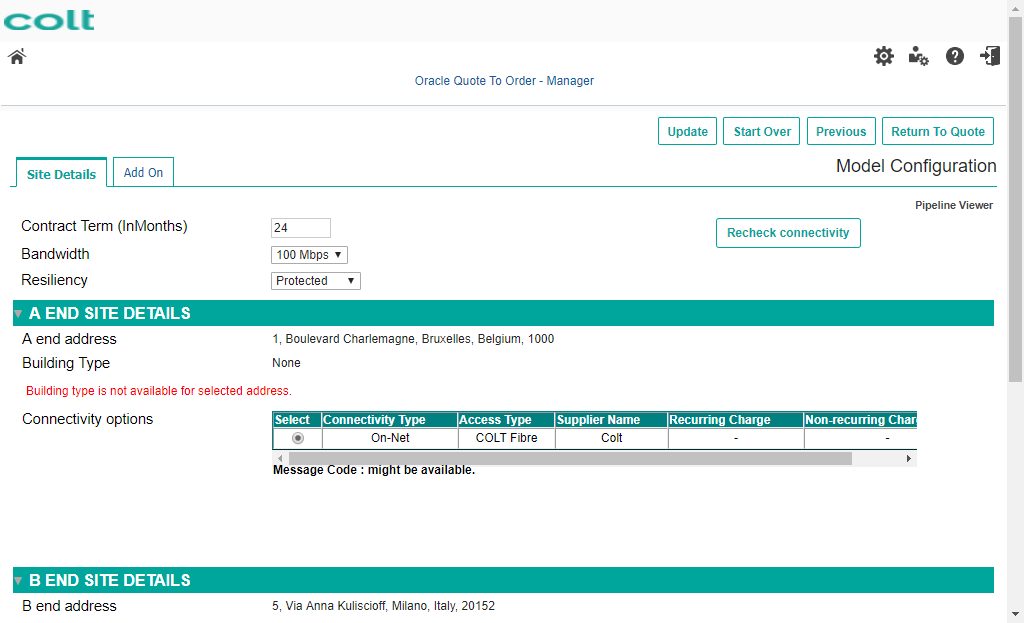 colt
Oracle Quote To Order - Manager
Update Start Over Previous Return To Quote
Site Details Add On Model Configuration
Pipeline Viewer
Contract Term (InMonths) 24 Recheck connectivity
Bandwidth 100 Mbps
Resiliency Protected
A END SITE DETAILS
A end address 1, Boulevard Charlemagne, Bruxelles, Belgium, 1000
Building Type None
Building type is not available for selected address.
Connectivity options Select Connectivity Type Access Type Supplier Name Recurring Charge Non-recurring Char
On-Net COLT Fibre Colt - -
Message Code : might be available.
B END SITE DETAILS
B end address 5, Via Anna Kuliscioff, Milano, Italy, 20152